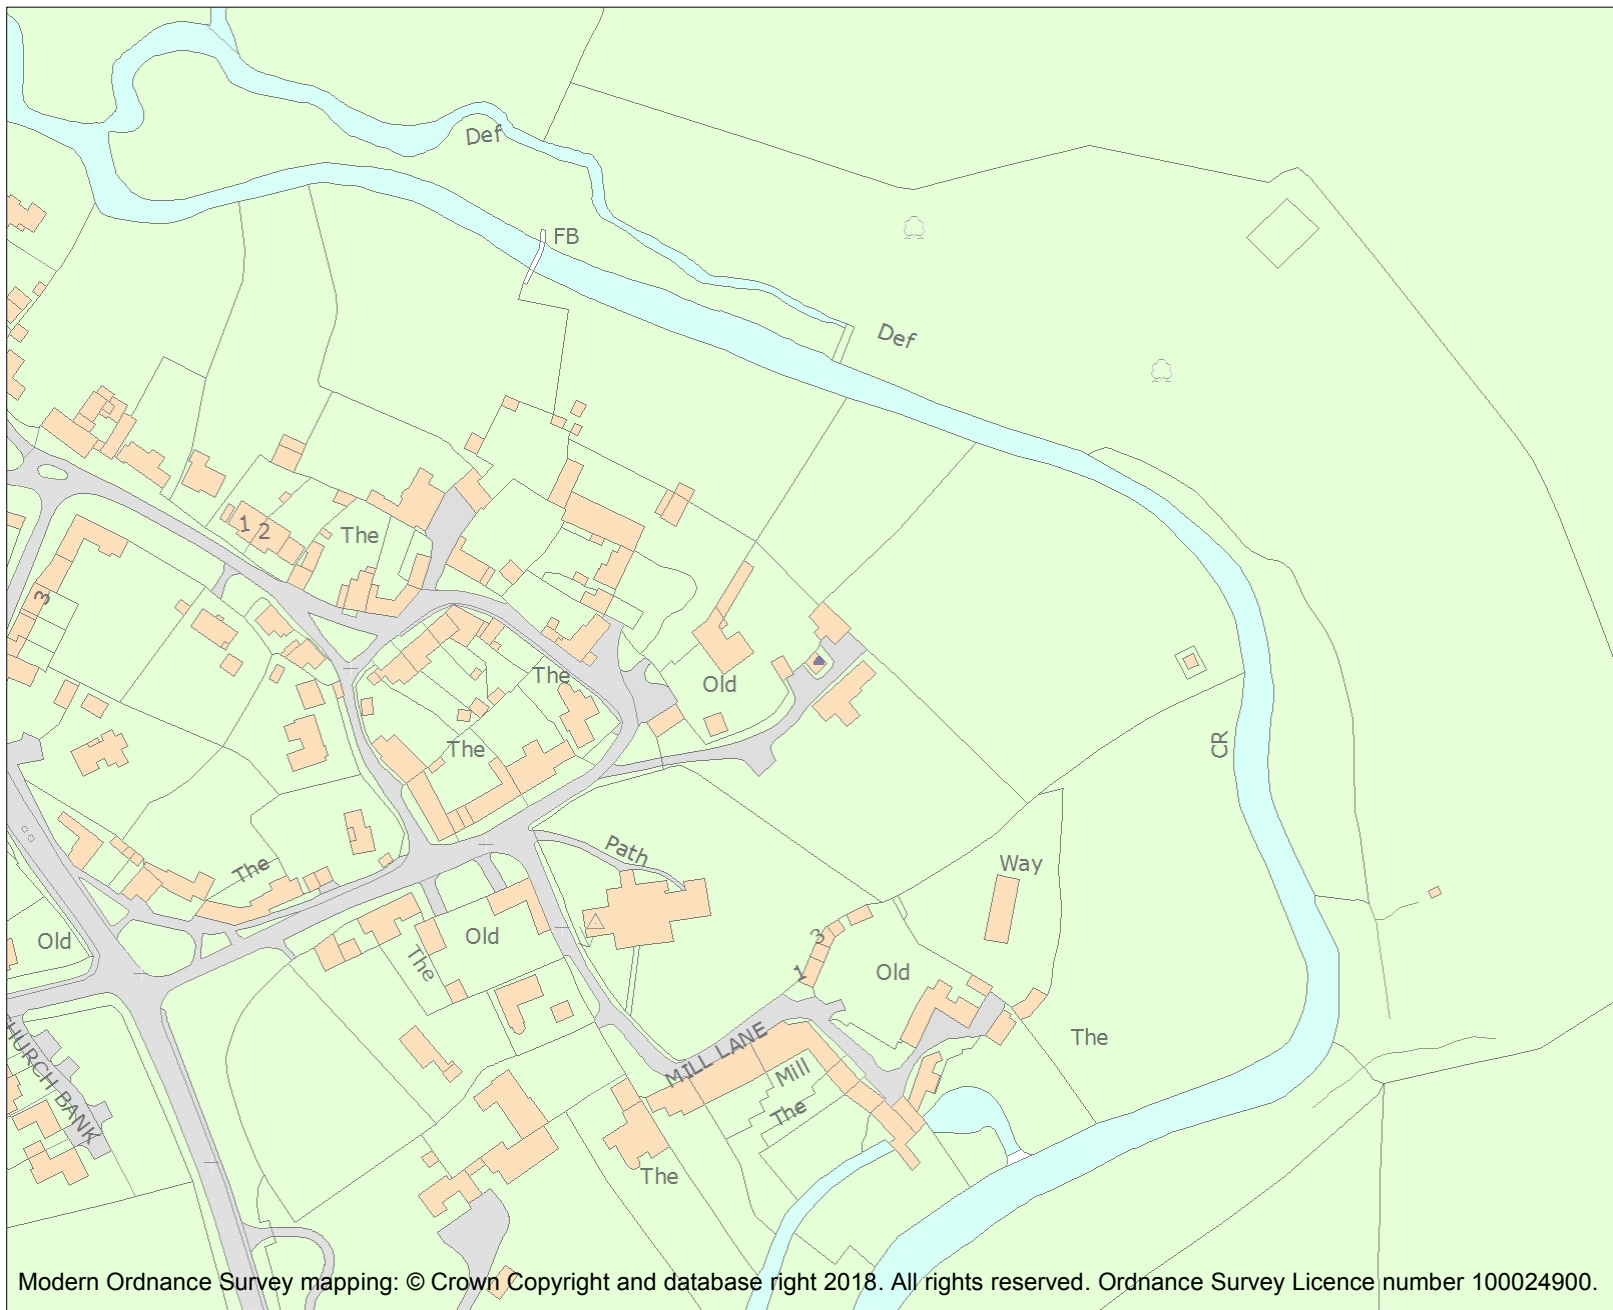 Def
FB
Def
1 2
The
3
The
Old
The
CR
Path
The
Way
Old
The
Old
3
1
Old
The
CHURCH BANK
MILL LANE
Mill
The
The
Modern Ordnance Survey mapping: © Crown Copyright and database right 2018. All rights reserved. Ordnance Survey Licence number 100024900.